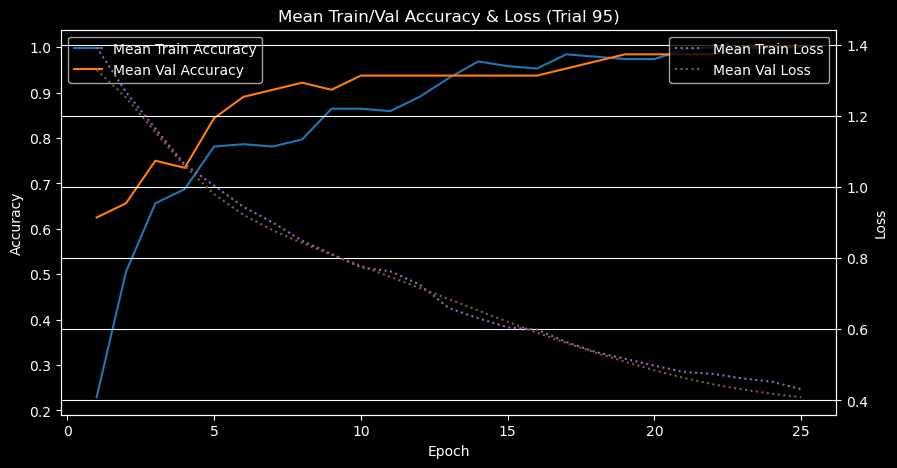 Mean Train/Val Accuracy & Loss (Trial 95)
Mean Train Accuracy
Mean Val Accuracy
Mean Train Loss
Mean Val Loss
1.0
0.9
0.8
0.7
0.6
0.5
0.4
0.3
0.2
Accuracy
1.4
1.2
1.0
0.8
0.6
0.4
Loss
0 5 10 15 20 25
Epoch